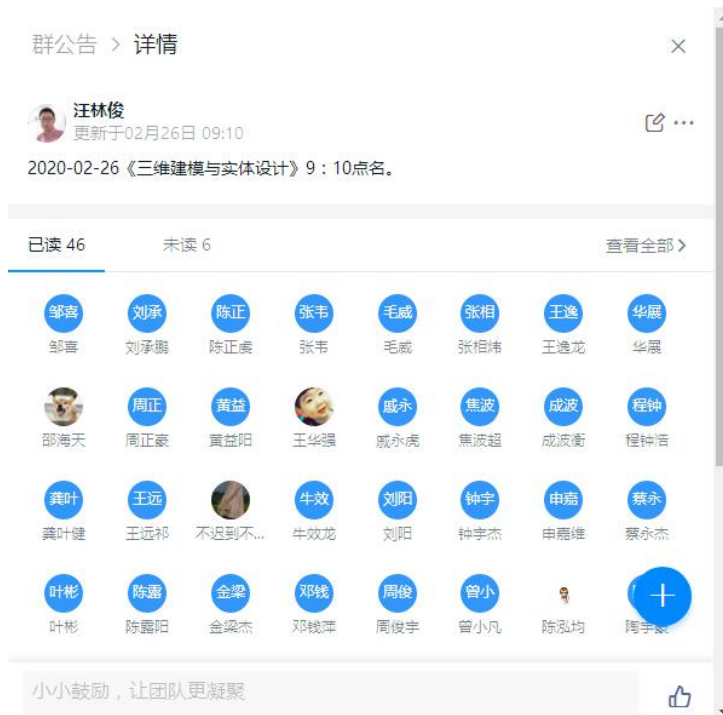 群公告 > 详情
汪林俊
更新于02月26日 09:10
2020-02-26《三维建模与实体设计》9：10点名。
已读 46 未读 6 查看全部
邹喜 刘承 陈正 张韦 毛威 张相 王逸 华展
邹喜 刘承鹏 陈正虔 张韦 毛威 张相炜 王逸龙 华展
周正 黄益 戚永 焦波 成波 程钟
邵海天 周正豪 黄益阳 王华强 戚永虎 焦波超 成波衡 程钟浩
龚叶 王远 牛效 刘阳 钟宇 申嘉 蔡永
龚叶健 王远祁 不迟到不... 牛效龙 刘阳 钟宇杰 申嘉维 蔡永杰
叶彬 陈露 金梁 邓钱 周俊 曾小
叶彬 陈露阳 金梁杰 邓钱萍 周俊宇 曾小凡 陈泓均
小小鼓励，让团队更凝聚